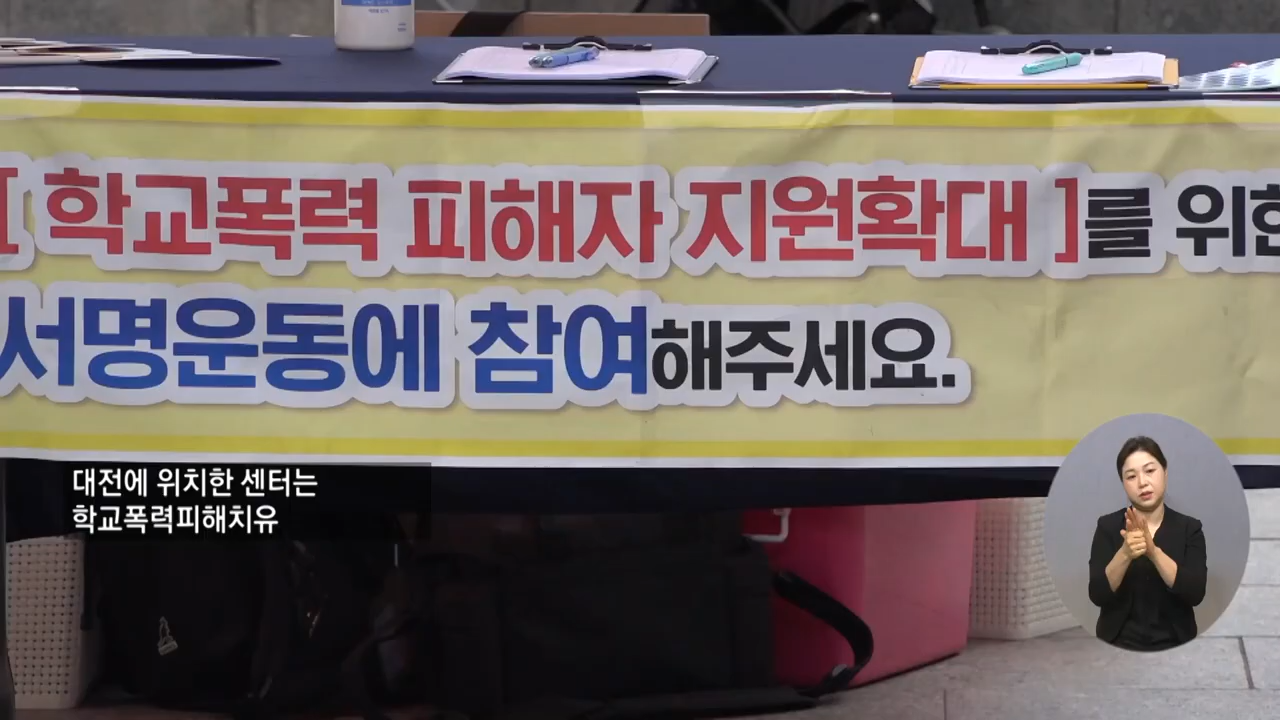 [ 학교폭력 피해자 지원확대 ]를 위한
서명운동에 참여해주세요.
대전에 위치한 센터는
학교폭력피해치유